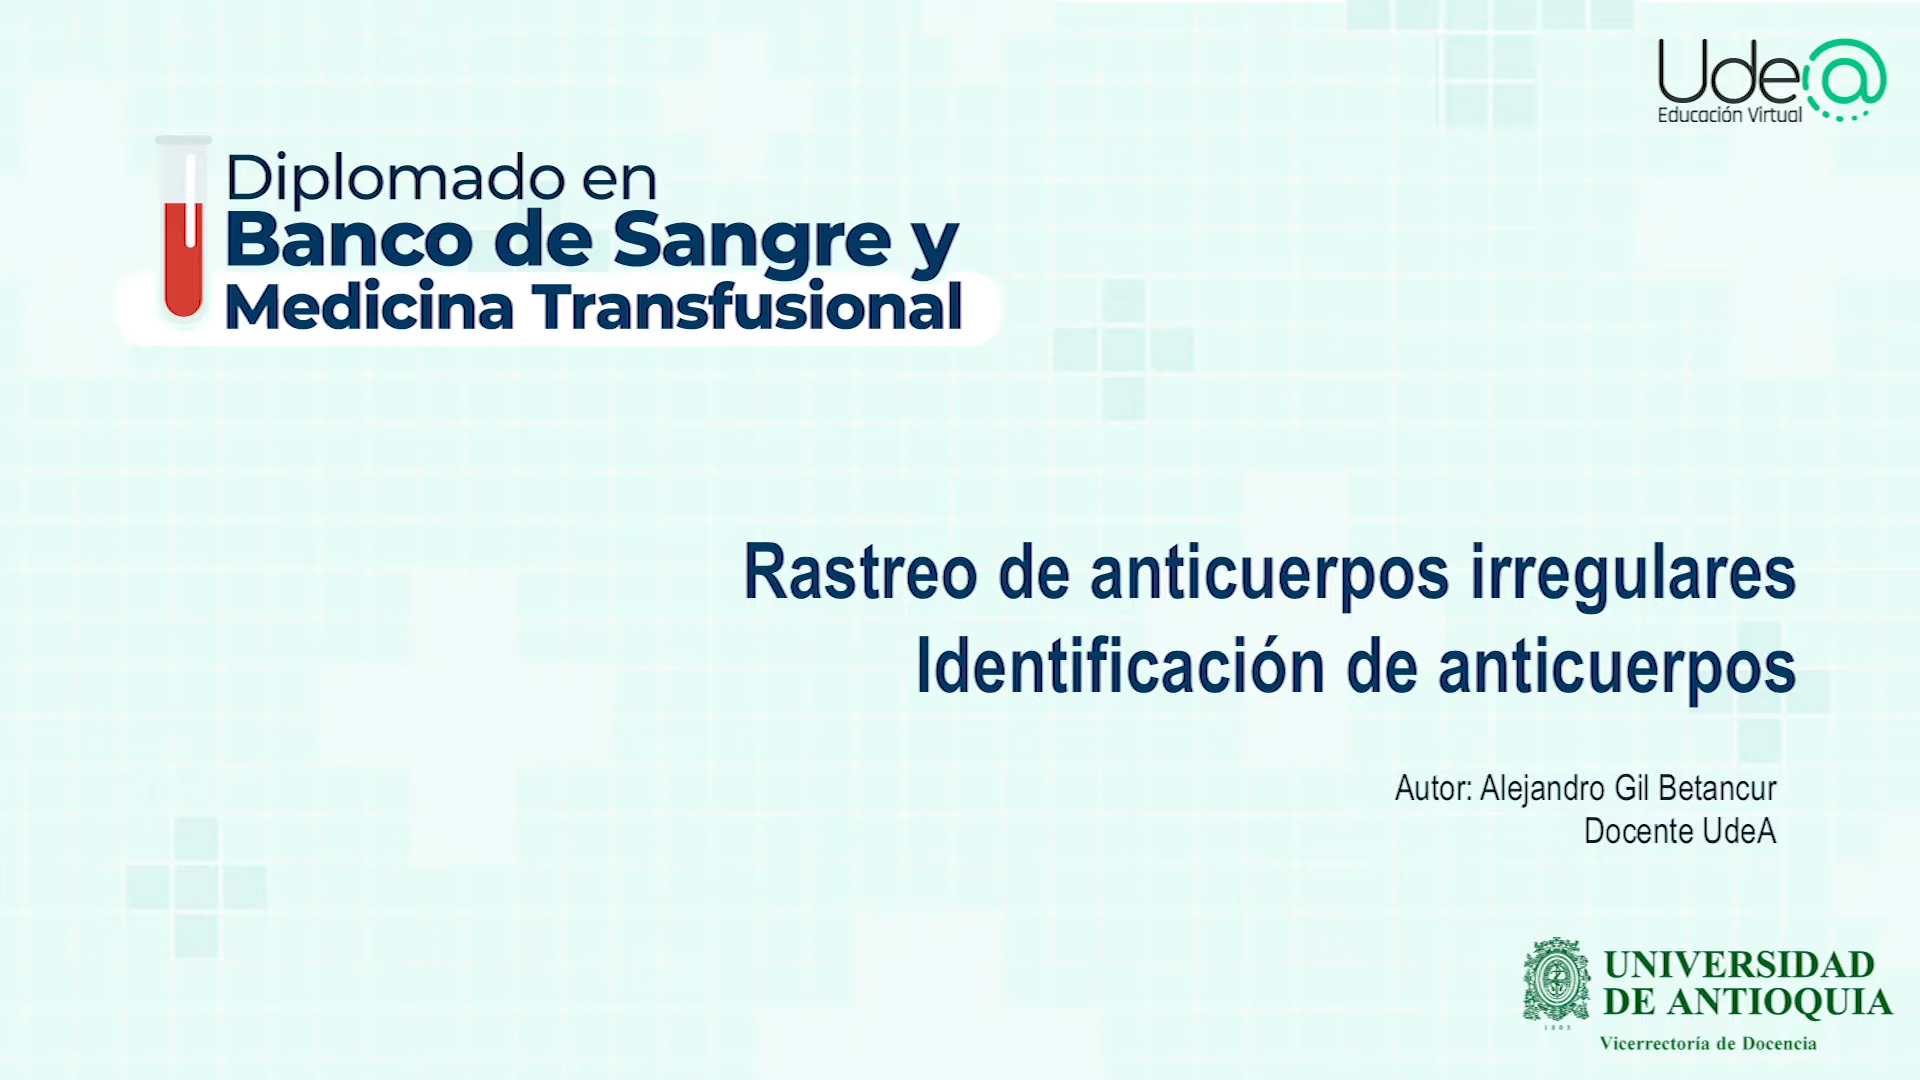 Ude@
Educación Virtual
Diplomado en
Banco de Sangre y
Medicina Transfusional
Rastreo de anticuerpos irregulares
Identificación de anticuerpos
Autor: Alejandro Gil Betancur
Docente UdeA
UNIVERSIDAD
DE ANTIOQUIA
1803
Vicerrectoría de Docencia